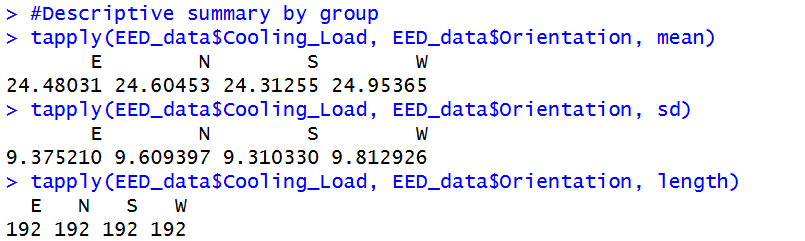 > #Descriptive summary by group
> tapply(EED_data$Cooling_Load, EED_data$Orientation, mean)
       E        N        S        W
24.48031 24.60453 24.31255 24.95365
> tapply(EED_data$Cooling_Load, EED_data$Orientation, sd)
       E        N        S        W
9.375210 9.609397 9.310330 9.812926
> tapply(EED_data$Cooling_Load, EED_data$Orientation, length)
  E   N   S   W
192 192 192 192